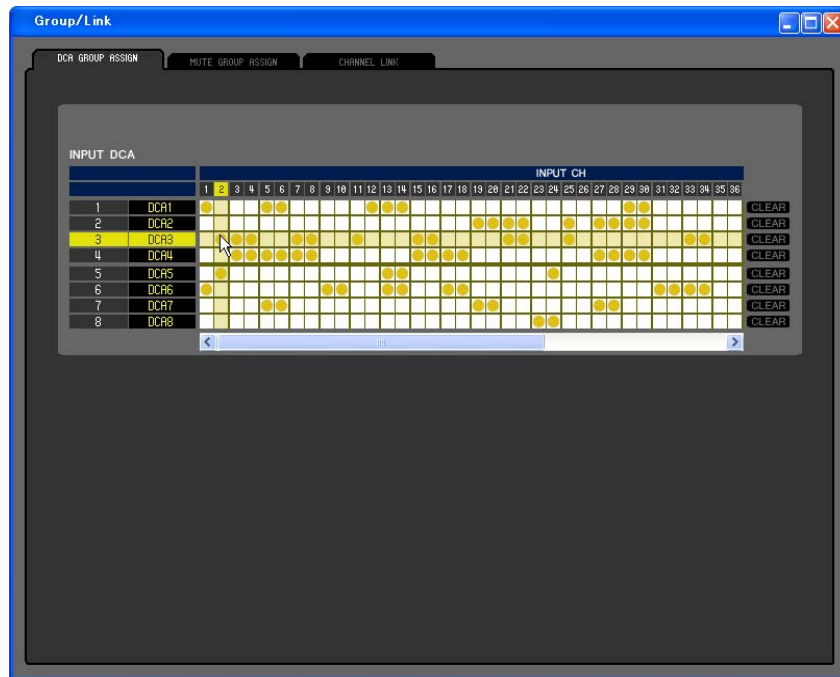 Group/Link
DCA GROUP ASSIGN MUTE GROUP ASSIGN CHANNEL LINK
INPUT DCA
INPUT CH
1 2 3 4 5 6 7 8 9 10 11 12 13 14 15 16 17 18 19 20 21 22 23 24 25 26 27 28 29 30 31 32 33 34 35 36
1 DCA1 CLEAR
2 DCA2 CLEAR
3 DCA3 CLEAR
4 DCA4 CLEAR
5 DCA5 CLEAR
6 DCA6 CLEAR
7 DCA7 CLEAR
8 DCA8 CLEAR